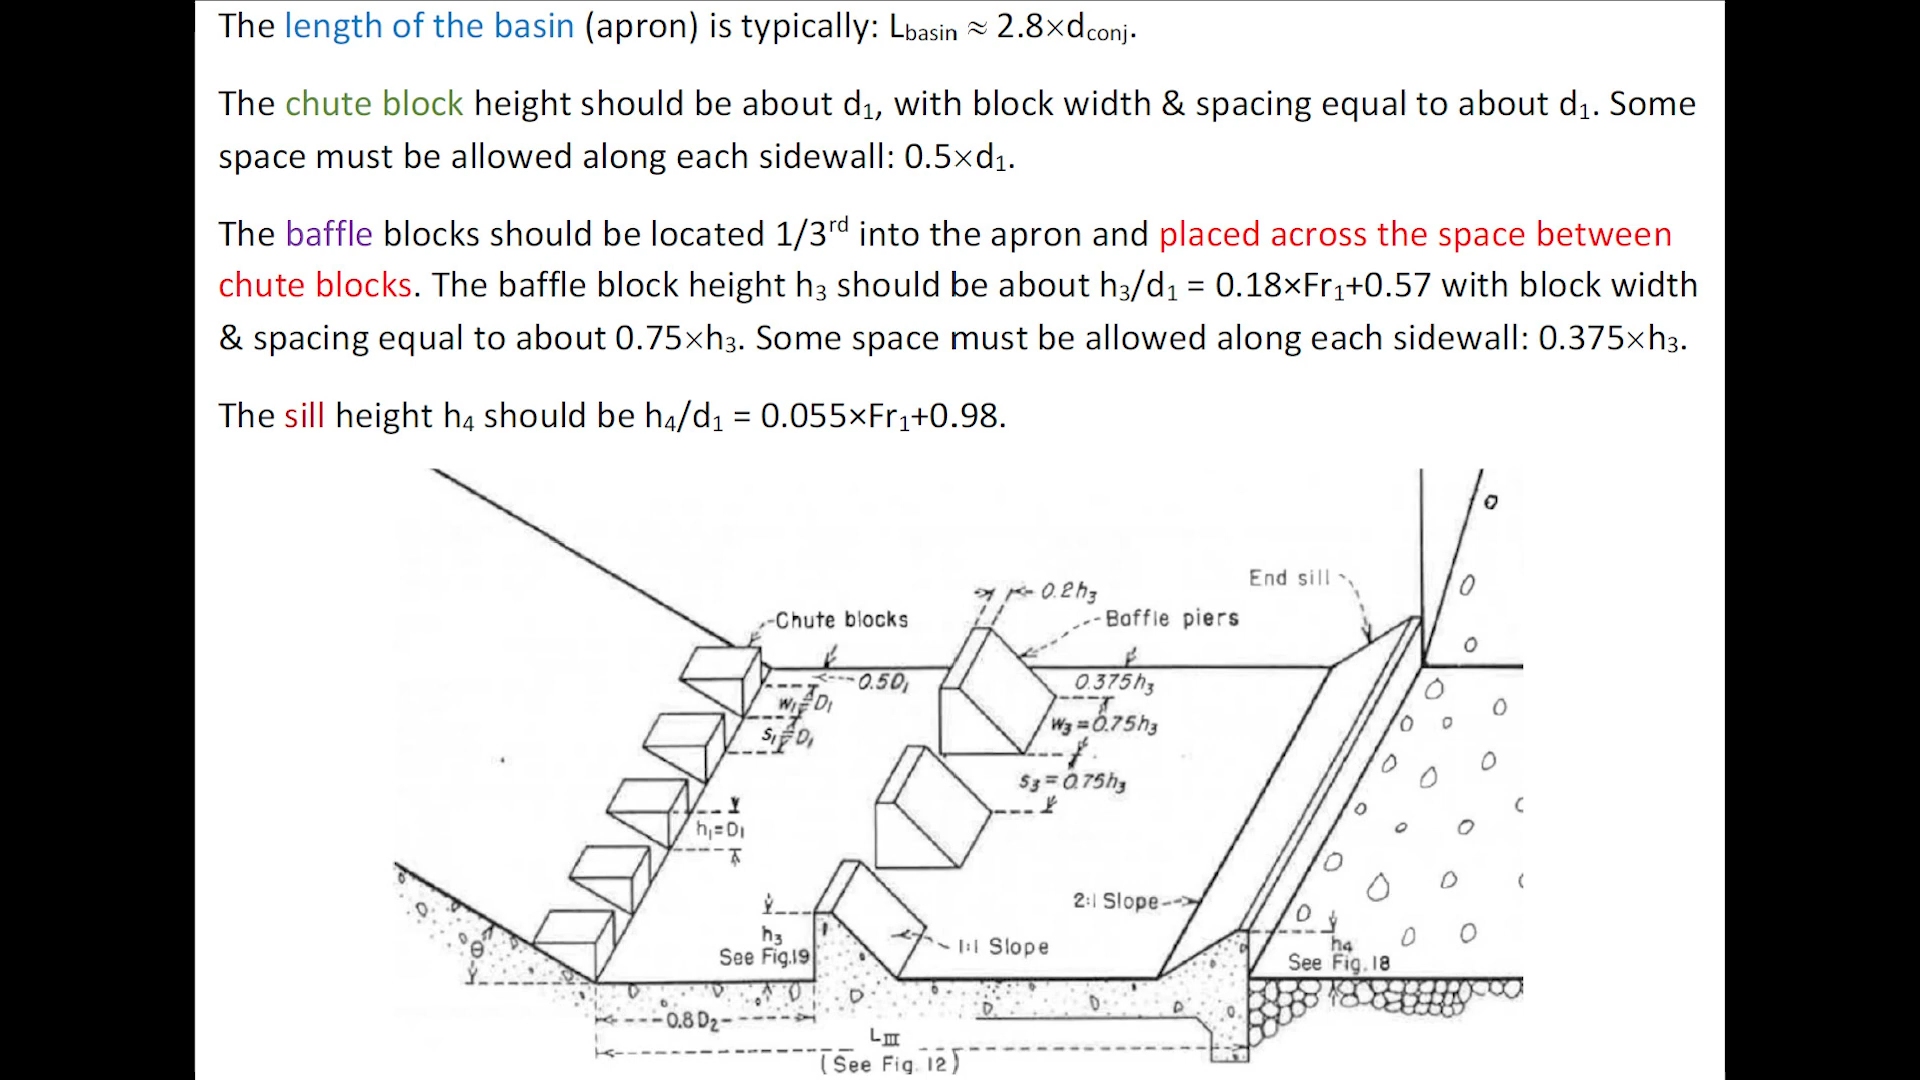 The length of the basin (apron) is typically: Lbasin ≈ 2.8×dconj.
The chute block height should be about d₁, with block width & spacing equal to about d₁. Some
space must be allowed along each sidewall: 0.5×d₁.
The baffle blocks should be located 1/3rd into the apron and placed across the space between
chute blocks. The baffle block height h₃ should be about h₃/d₁ = 0.18×Fr₁+0.57 with block width
& spacing equal to about 0.75×h₃. Some space must be allowed along each sidewall: 0.375×h₃.
The sill height h₄ should be h₄/d₁ = 0.055×Fr₁+0.98.
End sill
0.2h₃
Chute blocks
Baffle piers
0.5D₁
0.375h₃
W₁=D₁
W₃=0.75h₃
S₁=D₁
S₃=0.75h₃
h₁=D₁
2:1 Slope
h₃
See Fig.19
1:1 Slope
h₄
See Fig.18
θ
0.8D₂
LIII
(See Fig. 12)